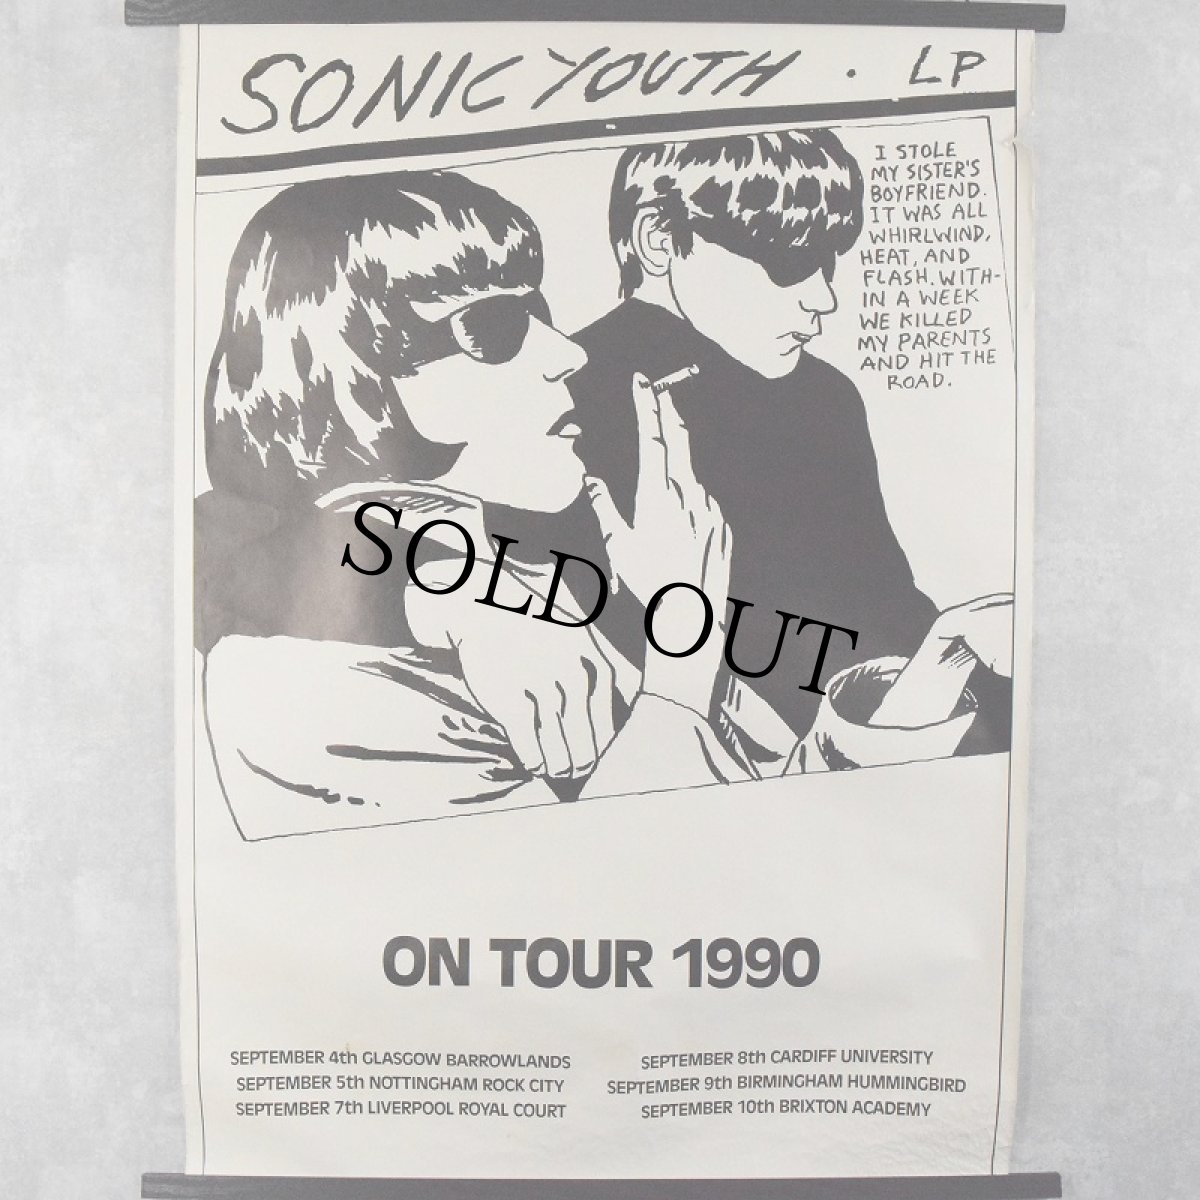 SONIC YOUTH . LP
I STOLE
MY SISTER'S
BOYFRIEND.
IT WAS ALL
WHIRLWIND,
HEAT, AND
FLASH. WITH-
IN A WEEK
WE KILLED
MY PARENTS
AND HIT THE
ROAD.
SOLD OUT
ON TOUR 1990
SEPTEMBER 4th GLASGOW BARROWLANDS
SEPTEMBER 5th NOTTINGHAM ROCK CITY
SEPTEMBER 7th LIVERPOOL ROYAL COURT
SEPTEMBER 8th CARDIFF UNIVERSITY
SEPTEMBER 9th BIRMINGHAM HUMMINGBIRD
SEPTEMBER 10th BRIXTON ACADEMY